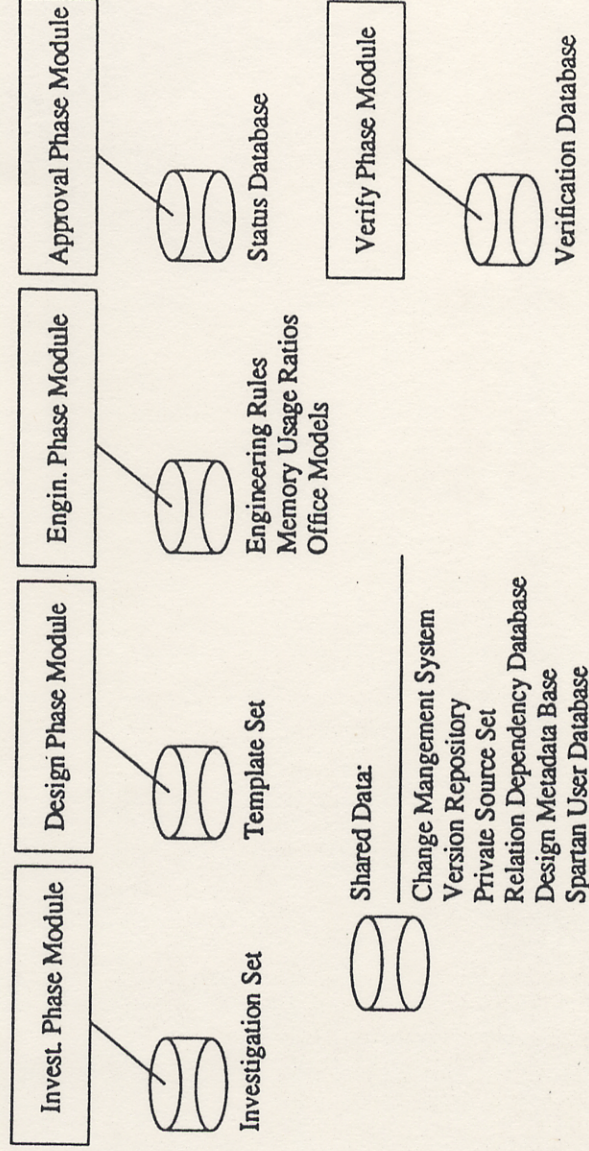 Invest. Phase Module
Design Phase Module
Engin. Phase Module
Approval Phase Module
Investigation Set
Template Set
Engineering Rules
Memory Usage Ratios
Office Models
Status Database
Shared Data:
Change Mangement System
Version Repository
Private Source Set
Relation Dependency Database
Design Metadata Base
Spartan User Database
Verify Phase Module
Verification Database